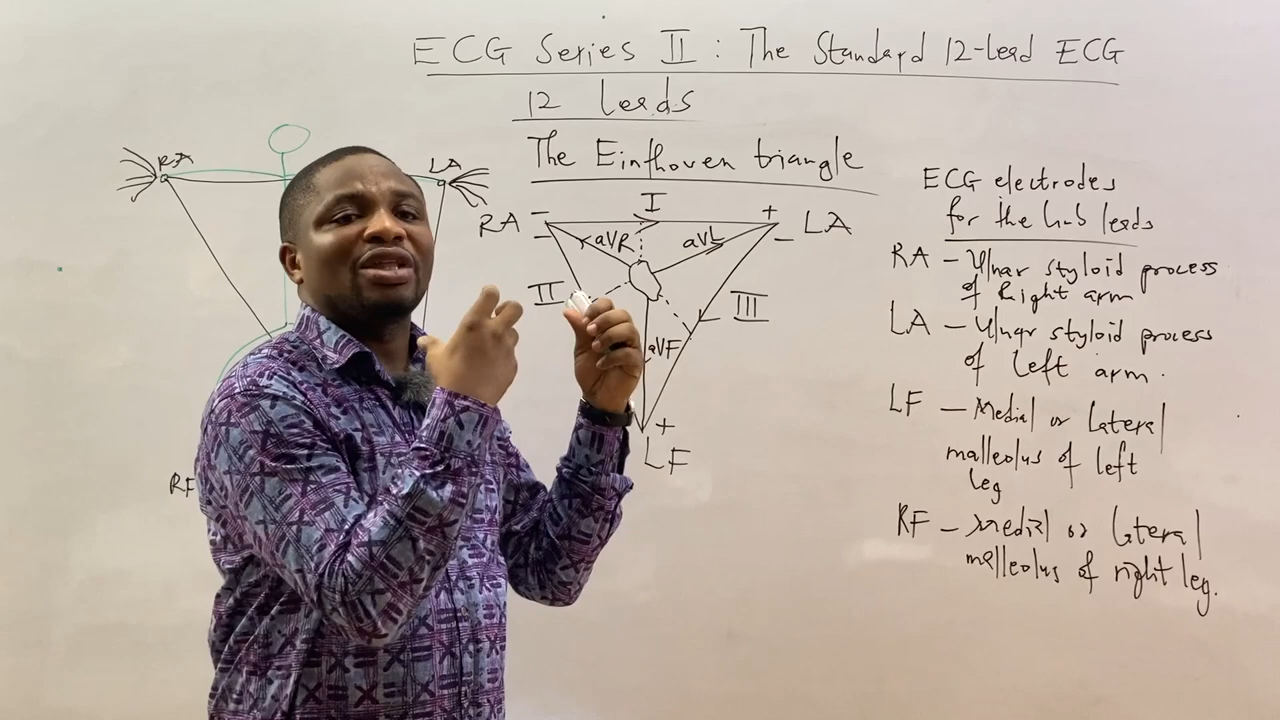 ECG Series II : The Standard 12-lead ECG
12 leads
The Einthoven triangle
RA
LA
RF
I
RA - + LA
- -
aVR aVL
II
III
aVF
+
LF
ECG electrodes
for the limb leads
RA - Ulnar styloid process
of Right arm
LA - Ulnar styloid process
of left arm.
LF - Medial or lateral
malleolus of left
leg
RF - Medial or lateral
malleolus of right leg.